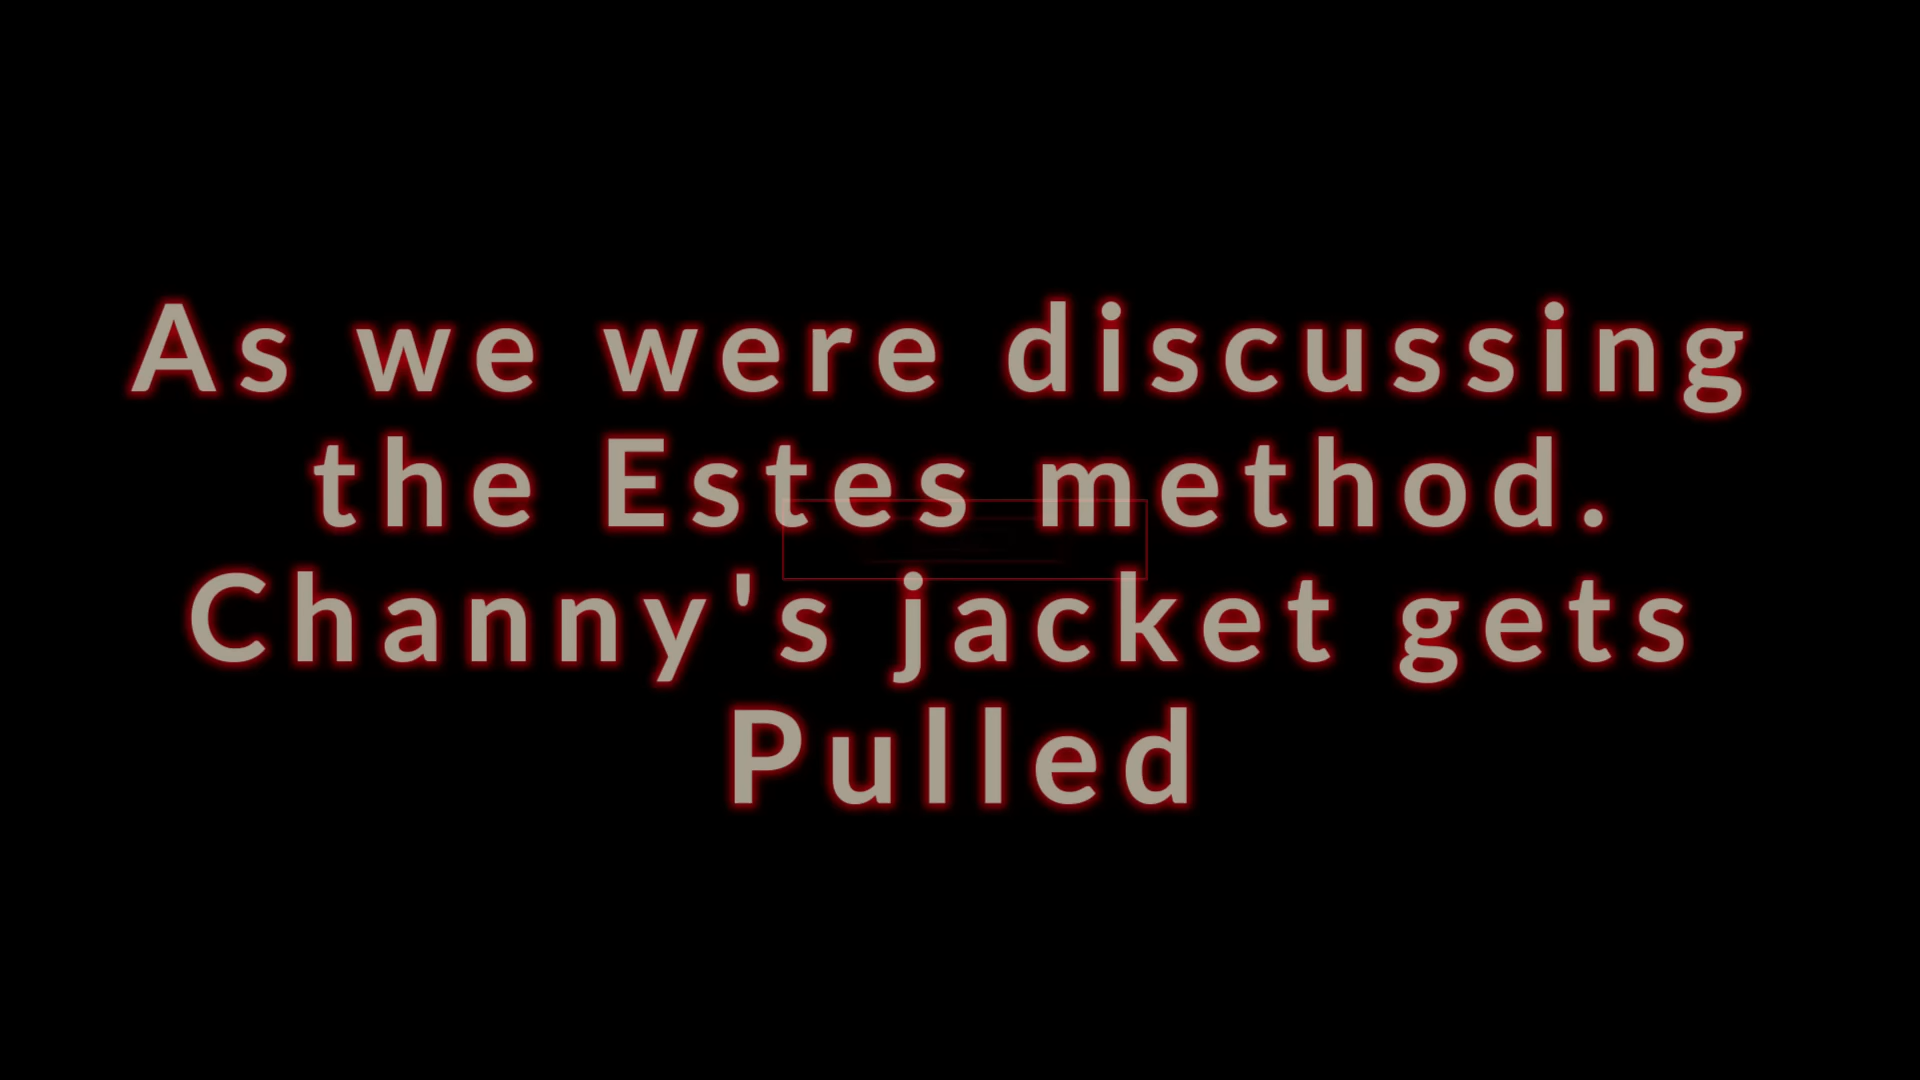 As we were discussing
the Estes method.
Channy's jacket gets
Pulled